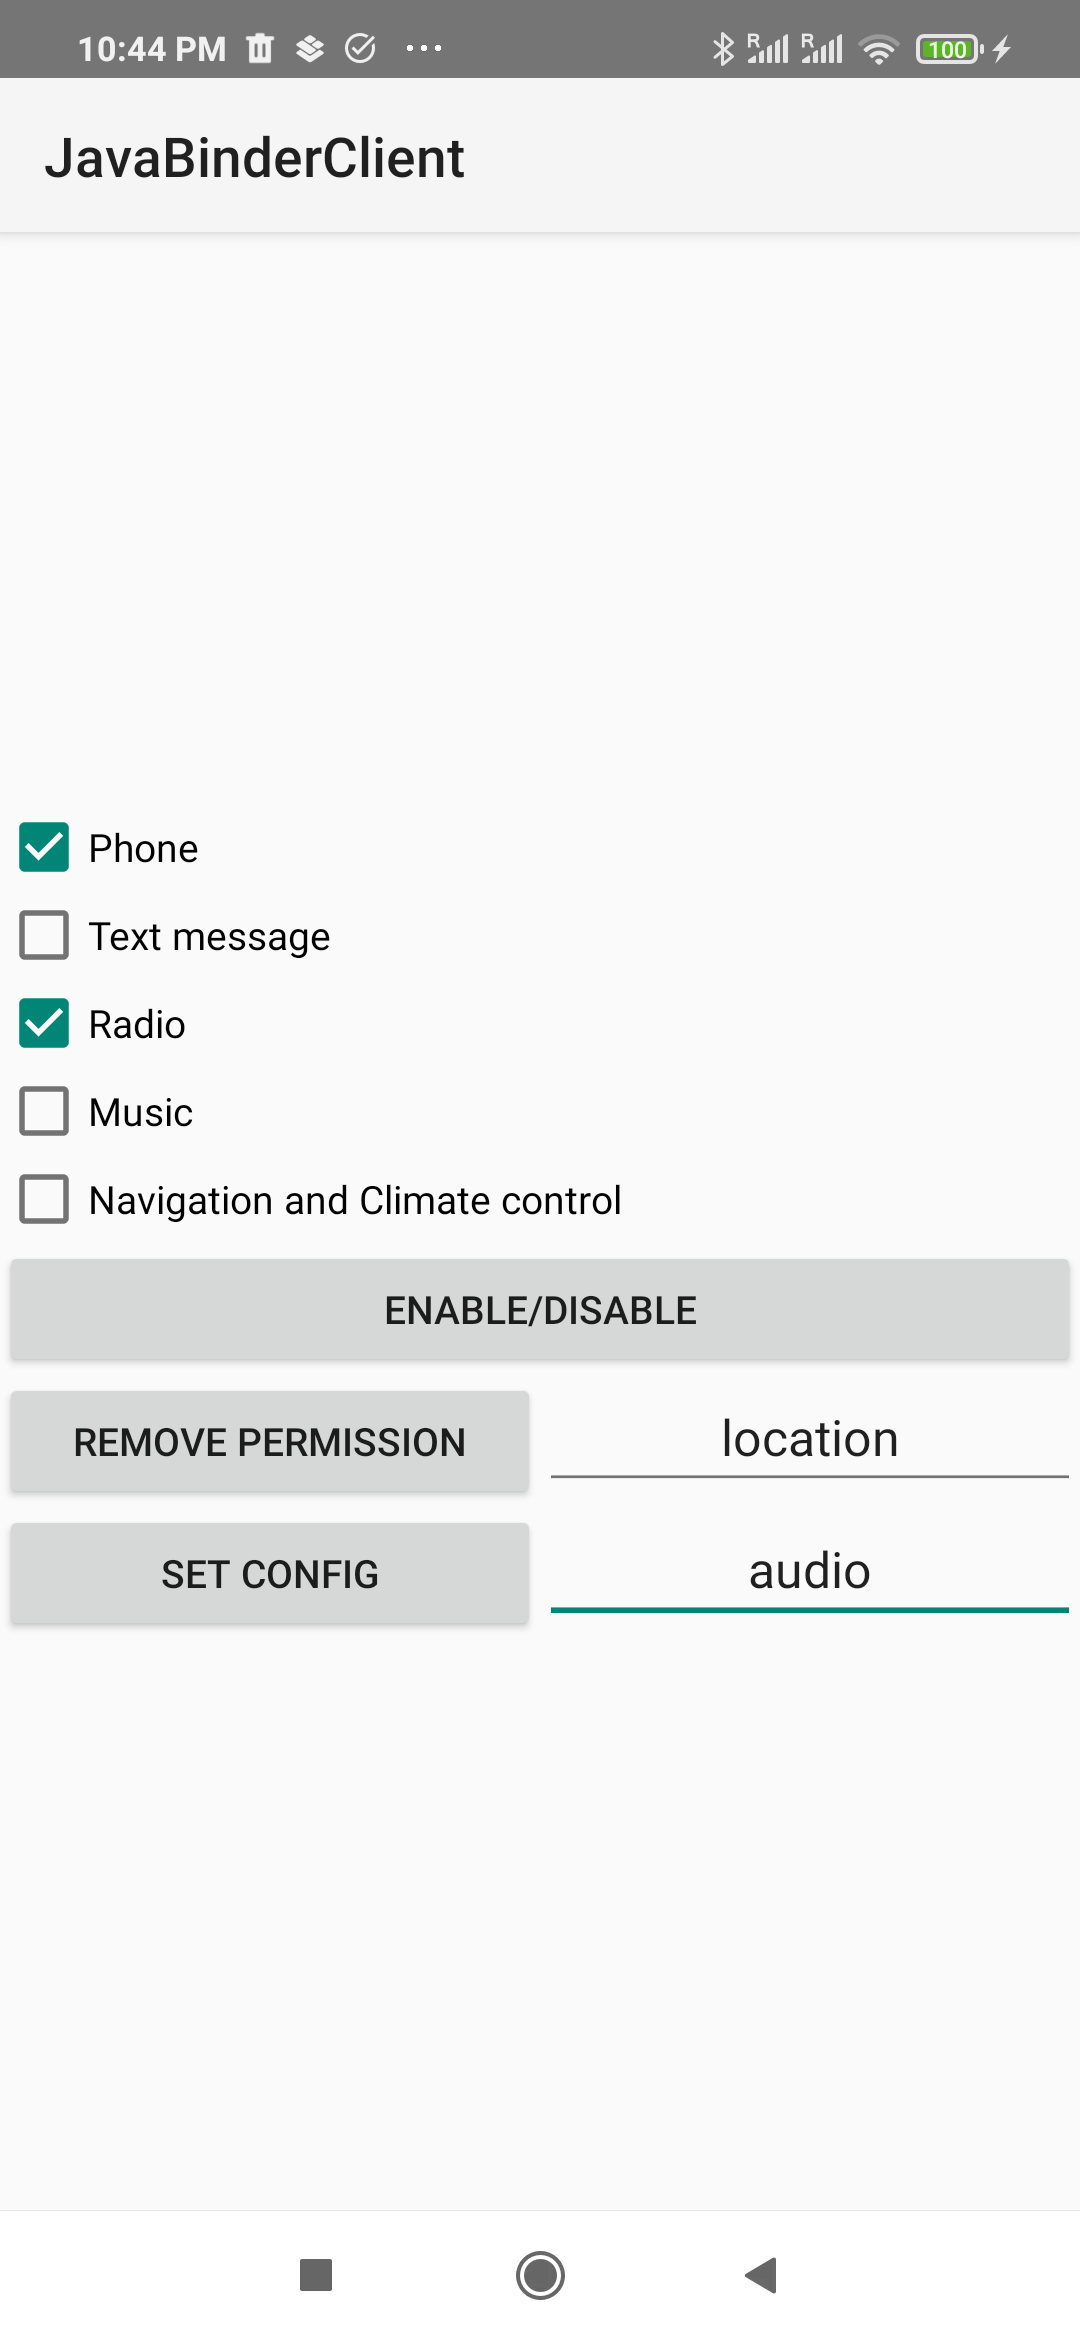 10:44 PM
R R 100
JavaBinderClient
Phone
Text message
Radio
Music
Navigation and Climate control
ENABLE/DISABLE
REMOVE PERMISSION location
SET CONFIG audio